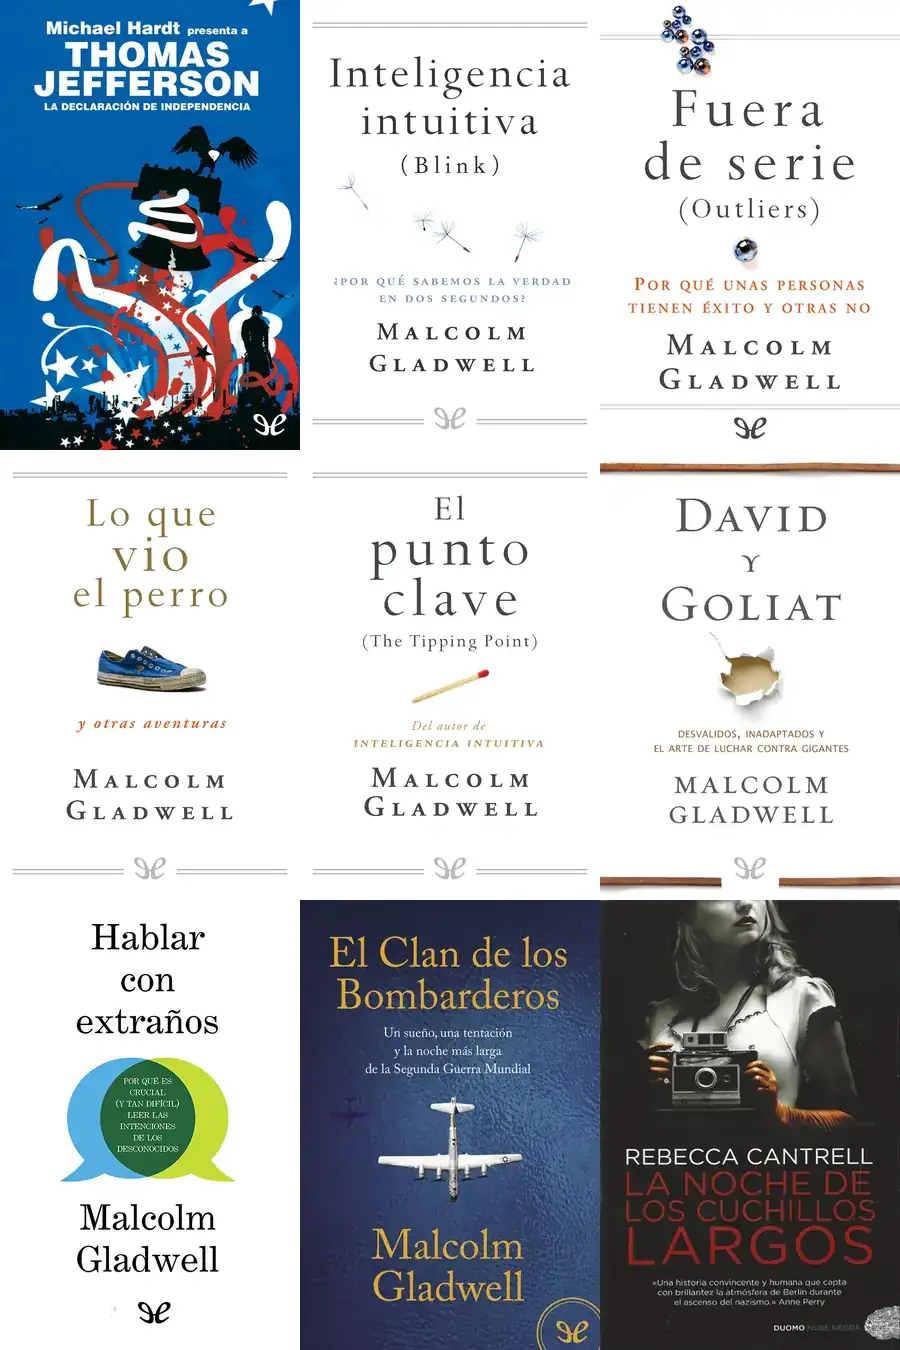 Michael Hardt presenta a
THOMAS
JEFFERSON
LA DECLARACIÓN DE INDEPENDENCIA
Inteligencia
intuitiva
(Blink)
¿POR QUÉ SABEMOS LA VERDAD
EN DOS SEGUNDOS?
MALCOLM
GLADWELL
Fuera
de serie
(Outliers)
POR QUÉ UNAS PERSONAS
TIENEN ÉXITO Y OTRAS NO
MALCOLM
GLADWELL
Lo que
vio
el perro
y otras aventuras
MALCOLM
GLADWELL
El
punto
clave
(The Tipping Point)
Del autor de
INTELIGENCIA INTUITIVA
MALCOLM
GLADWELL
DAVID
Y
GOLIAT
DESVALIDOS, INADAPTADOS Y
EL ARTE DE LUCHAR CONTRA GIGANTES
MALCOLM
GLADWELL
Hablar
con
extraños
POR QUÉ ES
CRUCIAL
(Y TAN DIFÍCIL)
LEER LAS
INTENCIONES
DE LOS
DESCONOCIDOS
Malcolm
Gladwell
El Clan de los
Bombarderos
Un sueño, una tentación
y la noche más larga
de la Segunda Guerra Mundial
Malcolm
Gladwell
REBECCA CANTRELL
LA NOCHE DE
LOS CUCHILLOS
LARGOS
«Una historia convincente y humana que capta
con brillantez la atmósfera de Berlín durante
el ascenso del nazismo.» Anne Perry
DUOMO NUBE NEGRA